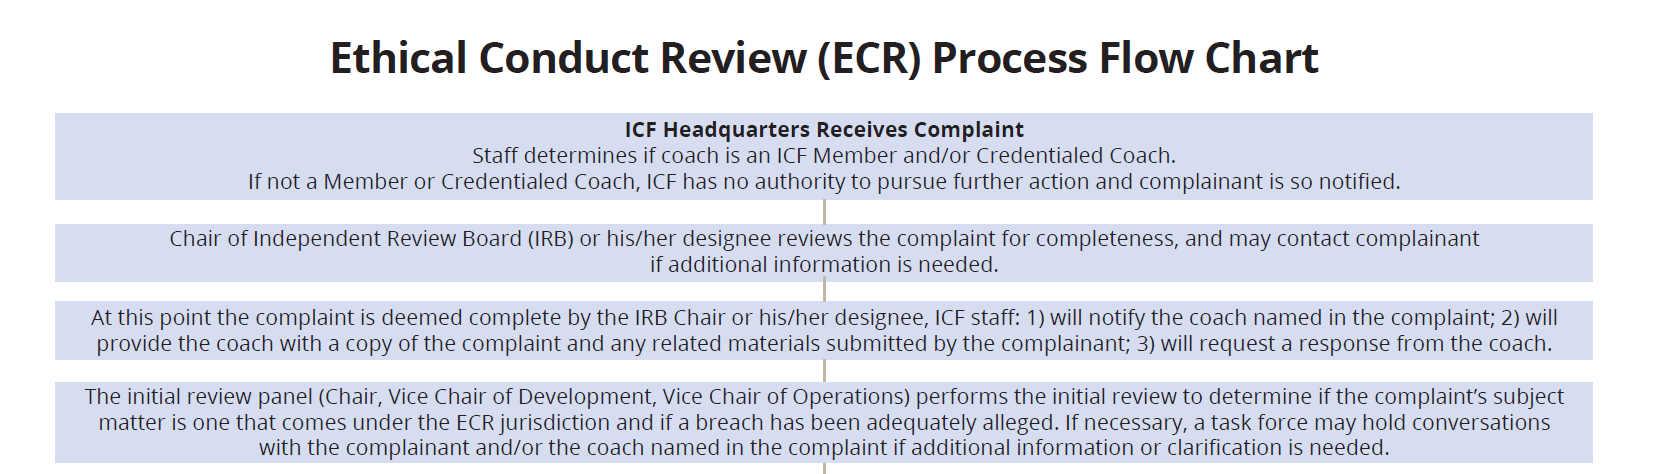 Ethical Conduct Review (ECR) Process Flow Chart
ICF Headquarters Receives Complaint
Staff determines if coach is an ICF Member and/or Credentialed Coach.
If not a Member or Credentialed Coach, ICF has no authority to pursue further action and complainant is so notified.
Chair of Independent Review Board (IRB) or his/her designee reviews the complaint for completeness, and may contact complainant
if additional information is needed.
At this point the complaint is deemed complete by the IRB Chair or his/her designee, ICF staff: 1) will notify the coach named in the complaint; 2) will
provide the coach with a copy of the complaint and any related materials submitted by the complainant; 3) will request a response from the coach.
The initial review panel (Chair, Vice Chair of Development, Vice Chair of Operations) performs the initial review to determine if the complaint’s subject
matter is one that comes under the ECR jurisdiction and if a breach has been adequately alleged. If necessary, a task force may hold conversations
with the complainant and/or the coach named in the complaint if additional information or clarification is needed.